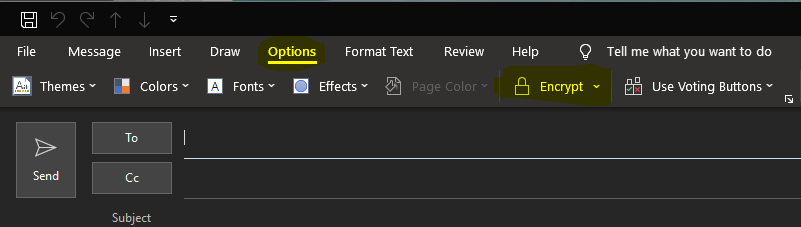 File Message Insert Draw Options Format Text Review Help Tell me what you want to do
Aa Themes Colors A Fonts Effects Page Color Encrypt Use Voting Buttons
To
Send
Cc
Subject